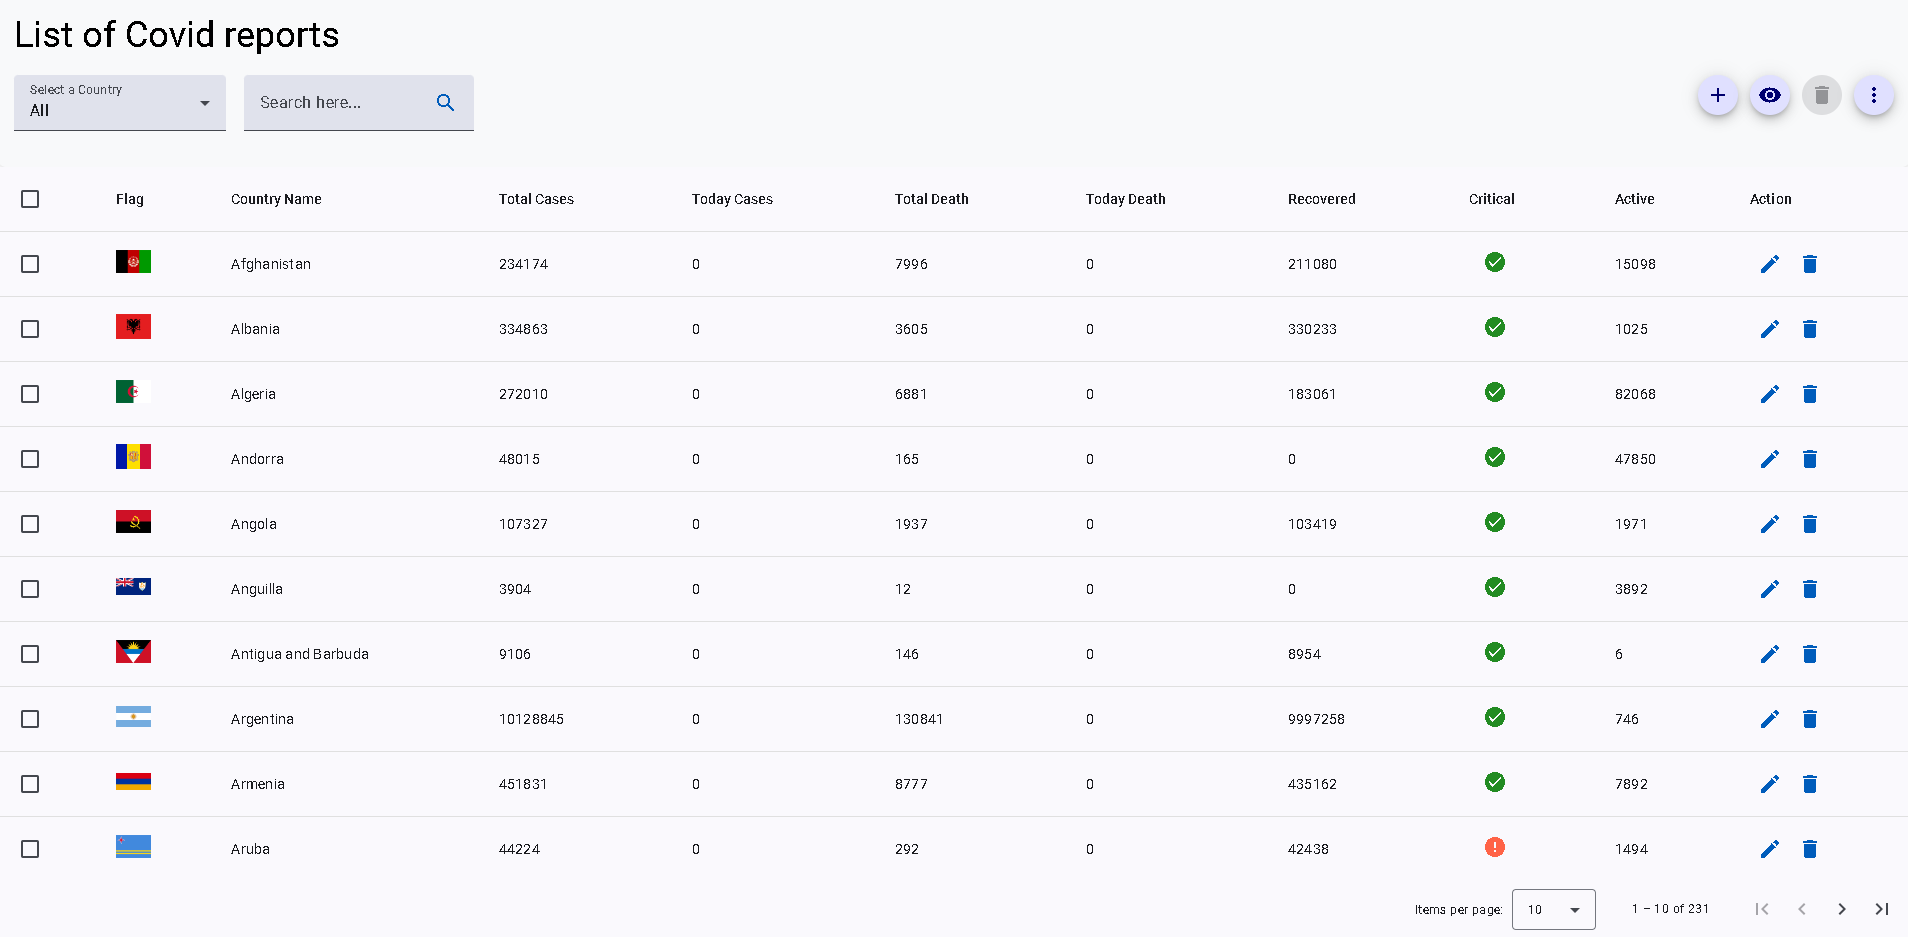 List of Covid reports
Select a Country
All
Search here...
Flag Country Name Total Cases Today Cases Total Death Today Death Recovered Critical Active Action
Afghanistan 234174 0 7996 0 211080 15098
Albania 334863 0 3605 0 330233 1025
Algeria 272010 0 6881 0 183061 82068
Andorra 48015 0 165 0 0 47850
Angola 107327 0 1937 0 103419 1971
Anguilla 3904 0 12 0 0 3892
Antigua and Barbuda 9106 0 146 0 8954 6
Argentina 10128845 0 130841 0 9997258 746
Armenia 451831 0 8777 0 435162 7892
Aruba 44224 0 292 0 42438 1494
Items per page: 10 1 – 10 of 231